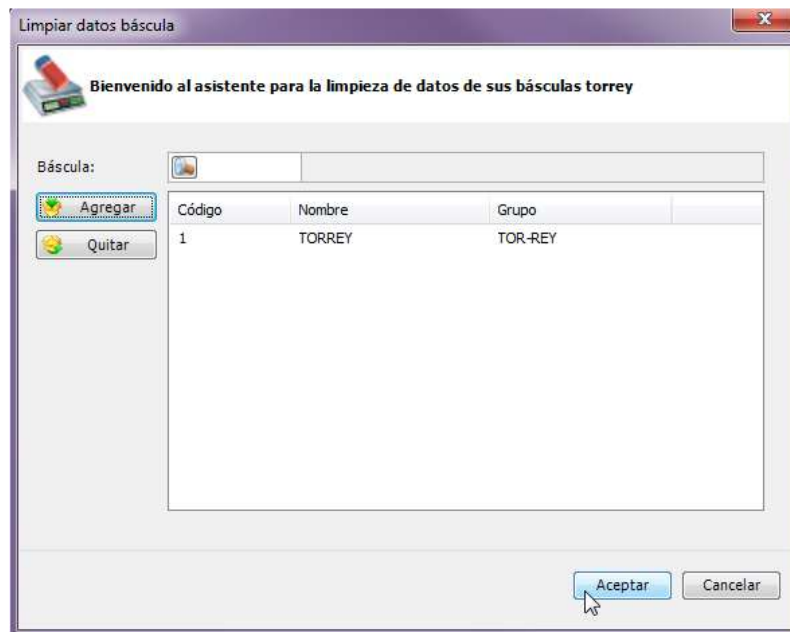 Limpiar datos báscula
Bienvenido al asistente para la limpieza de datos de sus básculas torrey
Báscula:
Agregar
Quitar
Código Nombre Grupo
1 TORREY TOR-REY
Aceptar Cancelar